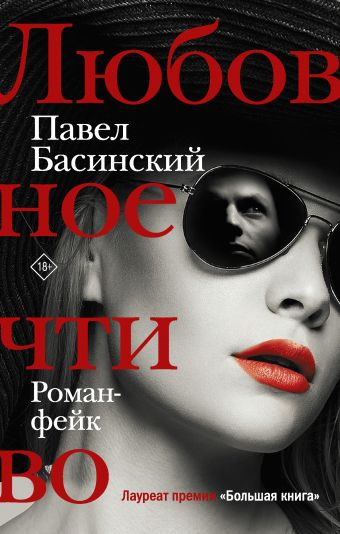 Любов
Павел
Басинский
ное
18+
чти
Роман-
фейк
во
Лауреат премии «Большая книга»